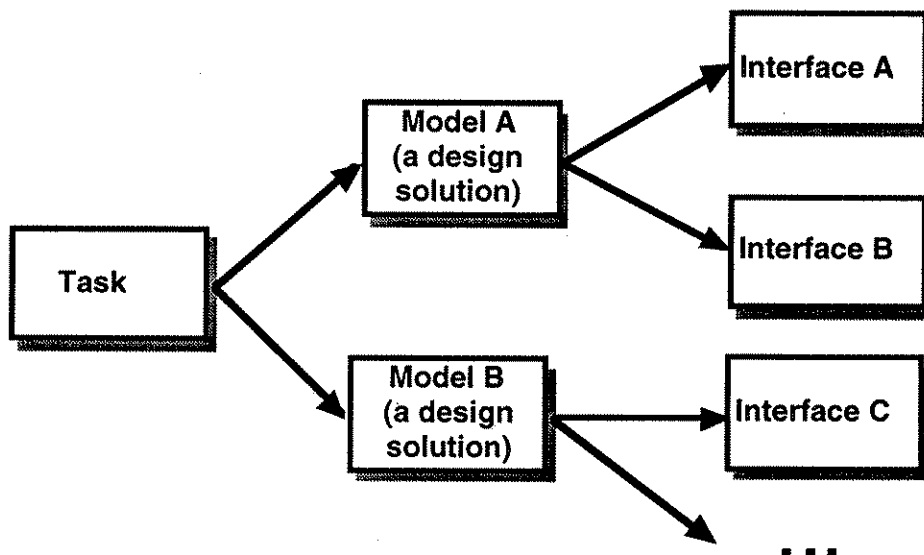 Task
Model A
(a design
solution)
Model B
(a design
solution)
Interface A
Interface B
Interface C
...